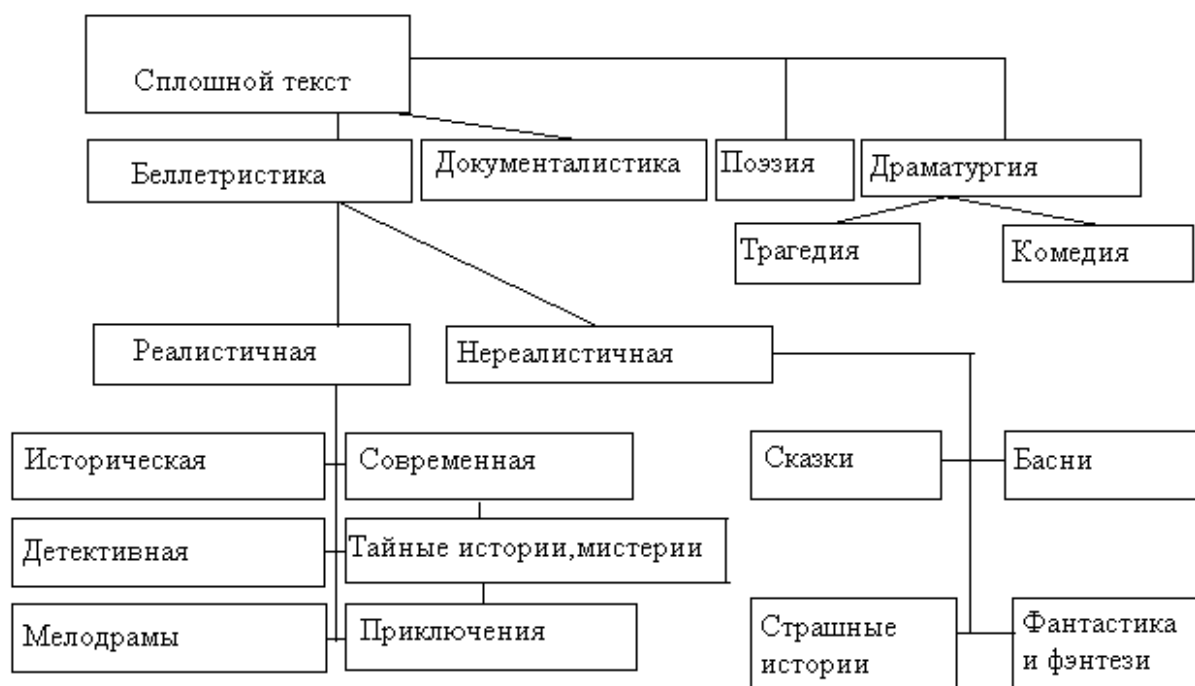 Сплошной текст
Беллетристика
Документалистика
Поэзия
Драматургия
Трагедия
Комедия
Реалистичная
Нереалистичная
Историческая
Современная
Сказки
Басни
Детективная
Тайные истории,мистерии
Мелодрамы
Приключения
Страшные
истории
Фантастика
и фэнтези